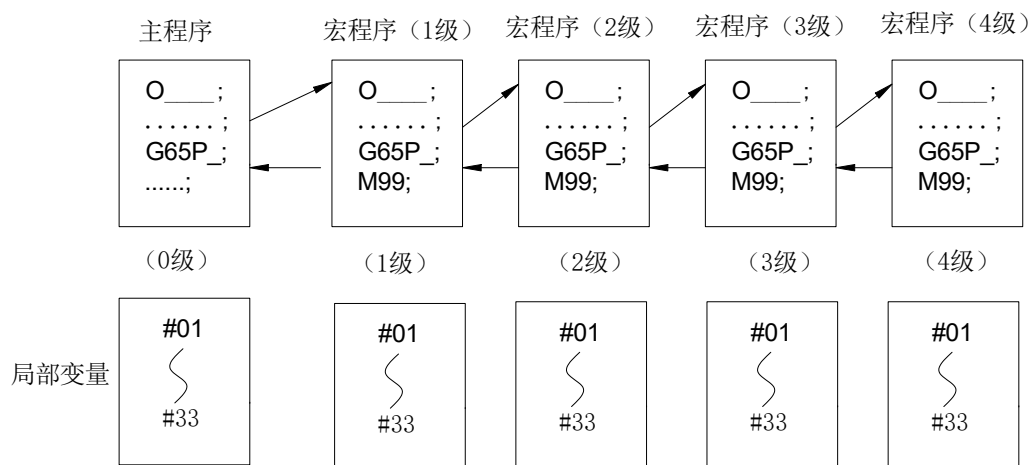 主程序 宏程序（1级） 宏程序（2级） 宏程序（3级） 宏程序（4级）
O____; O____; O____; O____; O____;
......; ......; ......; ......; ......;
G65P_; G65P_; G65P_; G65P_; G65P_;
......; M99; M99; M99; M99;
（0级） （1级） （2级） （3级） （4级）
#01 #01 #01 #01 #01
局部变量
#33 #33 #33 #33 #33